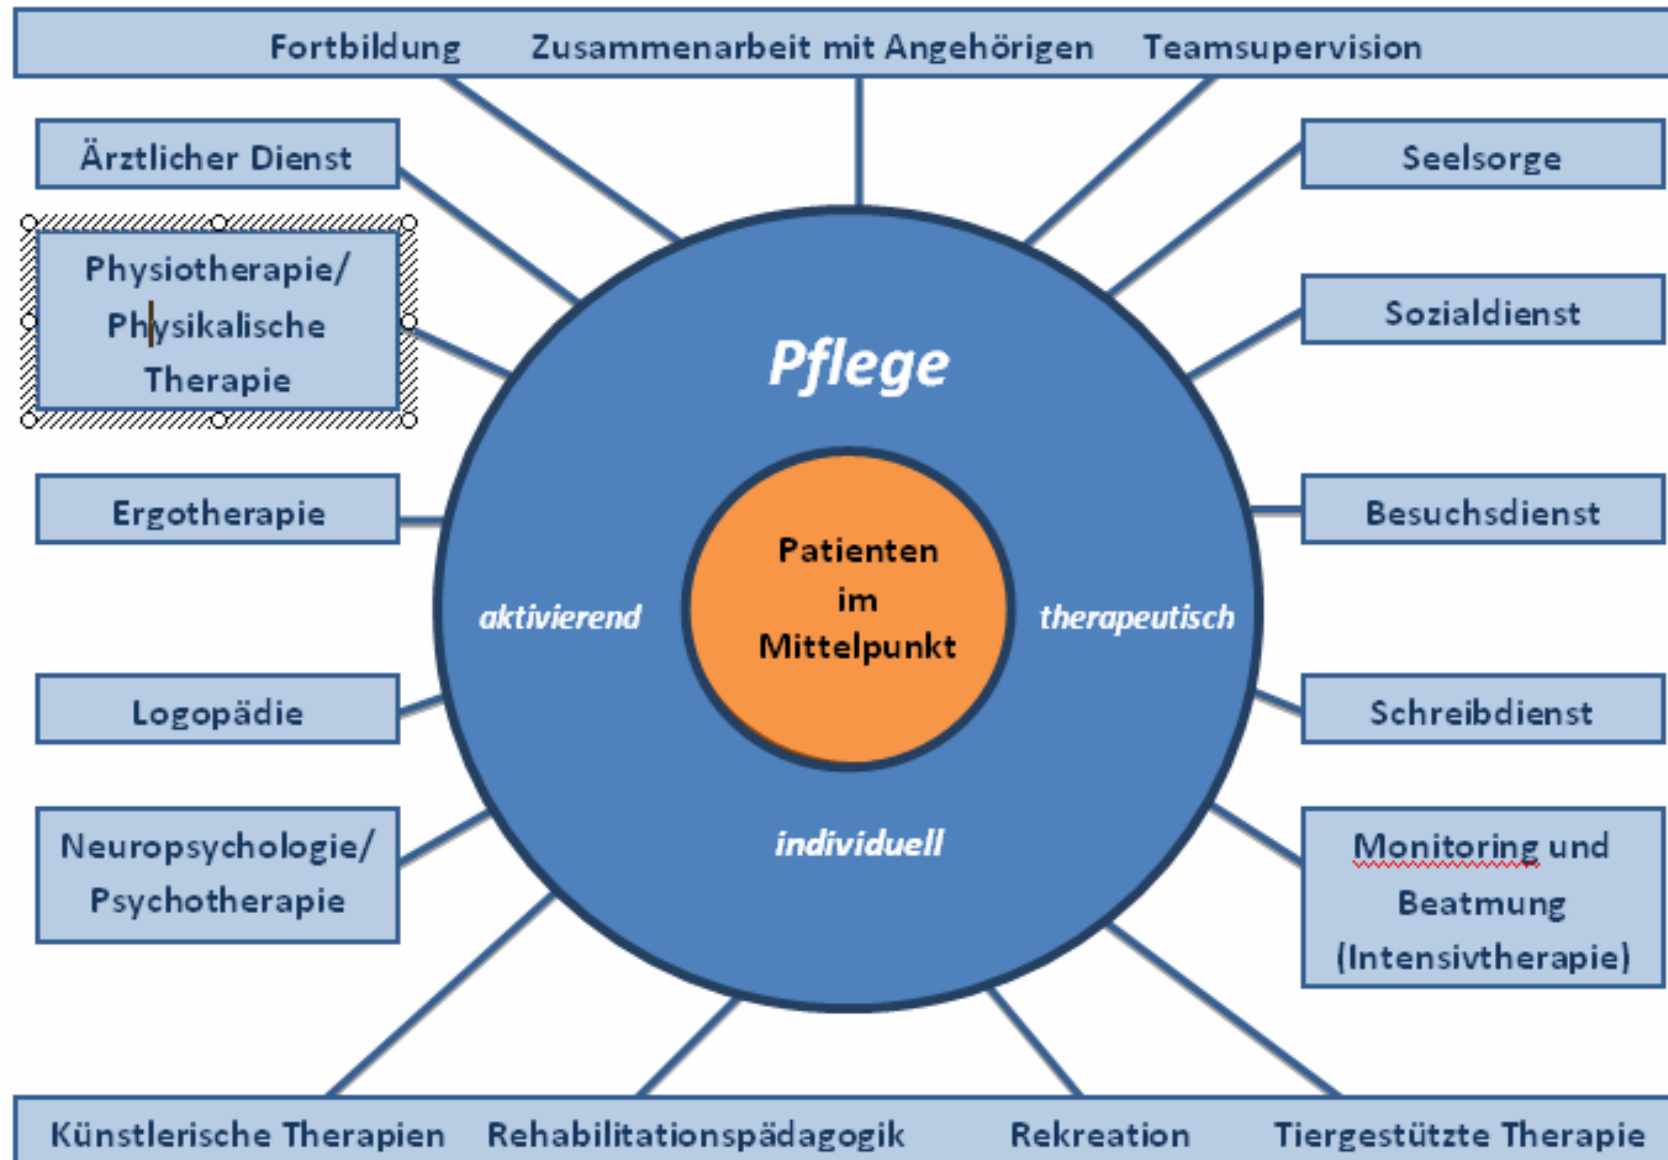 Fortbildung Zusammenarbeit mit Angehörigen Teamsupervision
Ärztlicher Dienst
Physiotherapie/
Physikalische
Therapie
Ergotherapie
Logopädie
Neuropsychologie/
Psychotherapie
Pflege
Patienten
im
Mittelpunkt
aktivierend
therapeutisch
individuell
Seelsorge
Sozialdienst
Besuchsdienst
Schreibdienst
Monitoring und
Beatmung
(Intensivtherapie)
Künstlerische Therapien Rehabilitationspädagogik Rekreation Tiergestützte Therapie